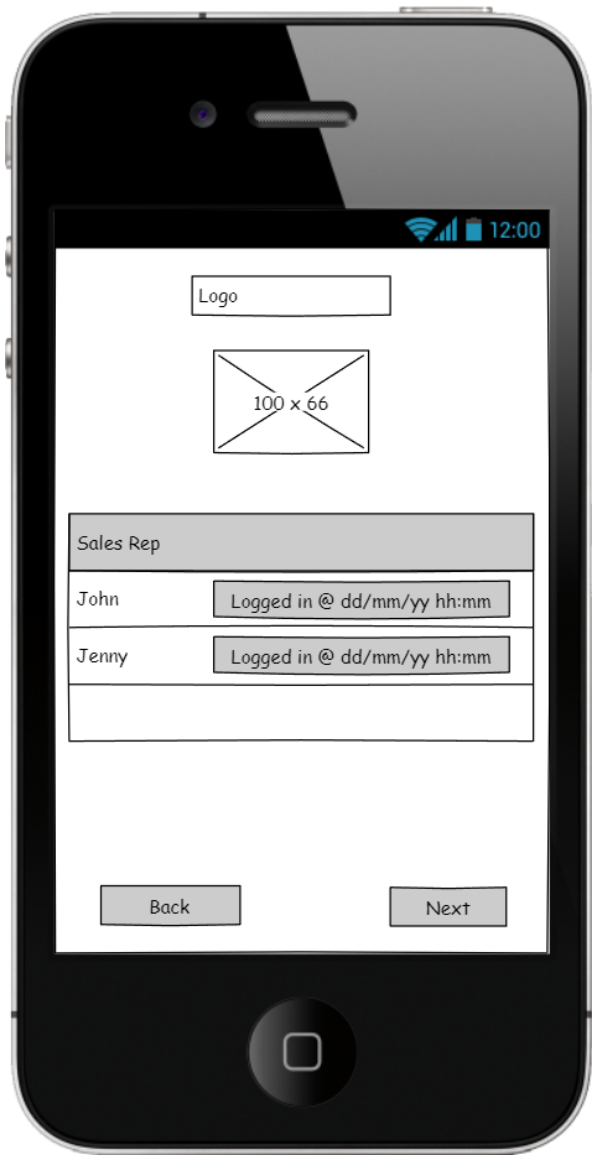 12:00
Logo
100 x 66
Sales Rep
John Logged in @ dd/mm/yy hh:mm
Jenny Logged in @ dd/mm/yy hh:mm
Back Next